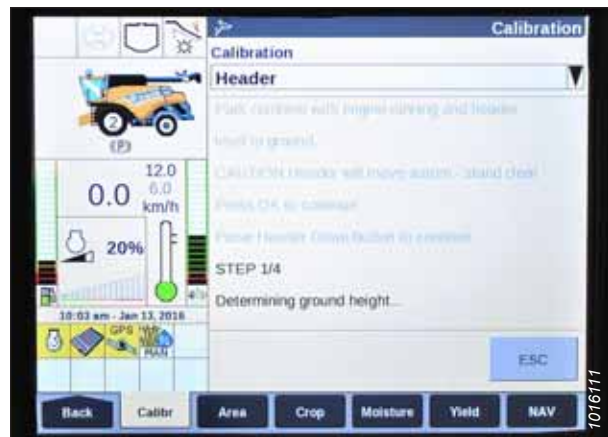 Calibration
Calibration
Header
Park combine with engine running and header
level to ground.
CAUTION Header will move auto - stand clear
Press OK to continue
Press Header Down Button to continue
STEP 1/4
Determining ground height...
ESC
2
(P)
12.0
0.0
6.0
km/h
20%
10:03 am - Jan 13, 2016
GPS
MAN
Back
Calibr
Area
Crop
Moisture
Yield
NAV
1016111